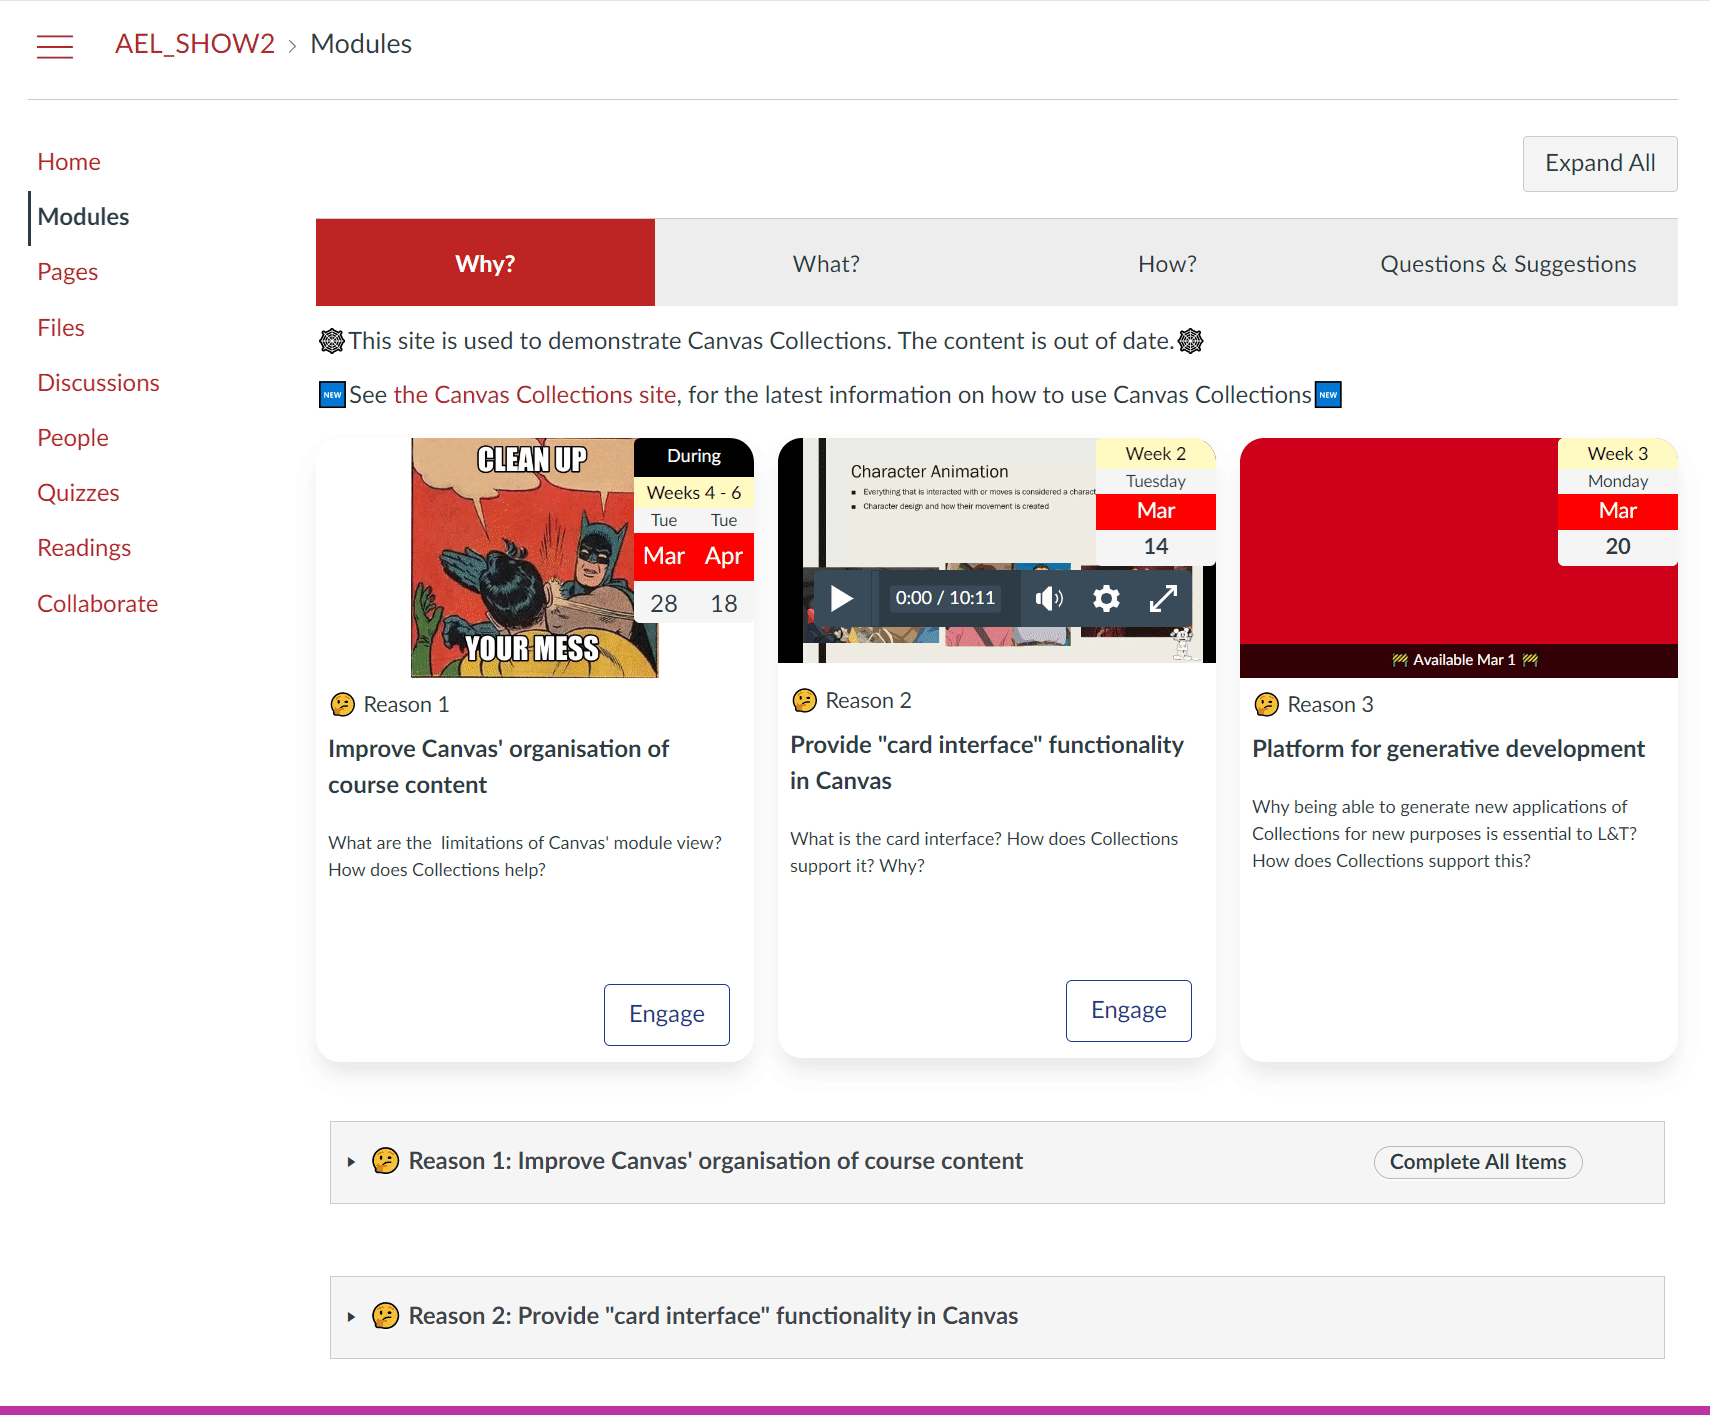 AEL_SHOW2 > Modules
Home
Modules
Pages
Files
Discussions
People
Quizzes
Readings
Collaborate
Expand All
Why?
What?
How?
Questions & Suggestions
This site is used to demonstrate Canvas Collections. The content is out of date.
NEW See the Canvas Collections site, for the latest information on how to use Canvas Collections NEW
CLEAN UP
YOUR MESS
During
Weeks 4 - 6
Tue Tue
Mar Apr
28 18
Reason 1
Improve Canvas' organisation of
course content
What are the limitations of Canvas' module view?
How does Collections help?
Engage
Character Animation
Everything that is interacted with or moves is considered a charact
Character design and how their movement is created
0:00 / 10:11
Week 2
Tuesday
Mar
14
Reason 2
Provide "card interface" functionality
in Canvas
What is the card interface? How does Collections
support it? Why?
Engage
Week 3
Monday
Mar
20
Available Mar 1
Reason 3
Platform for generative development
Why being able to generate new applications of
Collections for new purposes is essential to L&T?
How does Collections support this?
Reason 1: Improve Canvas' organisation of course content
Complete All Items
Reason 2: Provide "card interface" functionality in Canvas